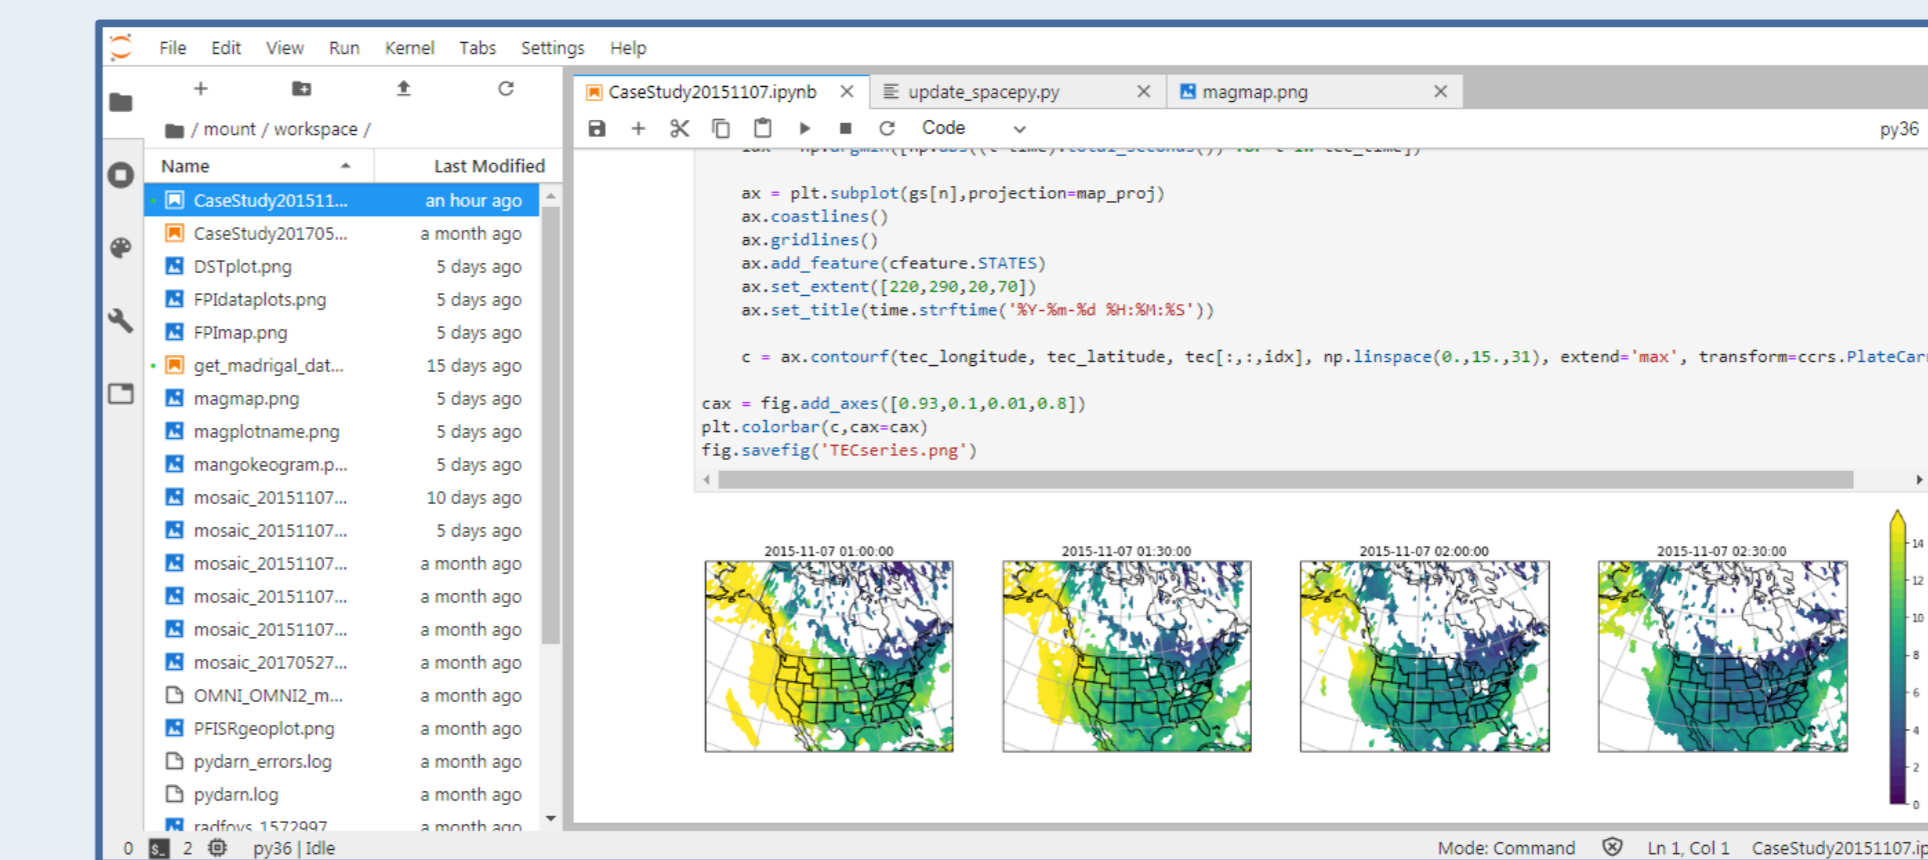 File Edit View Run Kernel Tabs Settings Help
/ mount / workspace /
Name Last Modified
CaseStudy201511... an hour ago
CaseStudy201705... a month ago
DSTplot.png 5 days ago
FPIdataplots.png 5 days ago
FPImap.png 5 days ago
get_madrigal_dat... 15 days ago
magmap.png 5 days ago
magplotname.png 5 days ago
mangokeogram.p... 5 days ago
mosaic_20151107... 10 days ago
mosaic_20151107... 5 days ago
mosaic_20151107... a month ago
mosaic_20151107... a month ago
mosaic_20151107... a month ago
mosaic_20170527... a month ago
OMNI_OMNI2_m... a month ago
PFISRgeoplot.png a month ago
pydarn_errors.log a month ago
pydarn.log a month ago
radfovs_1572997 a month ago
CaseStudy20151107.ipynb update_spacepy.py magmap.png
Code py36
ax = plt.subplot(gs[n],projection=map_proj)
ax.coastlines()
ax.gridlines()
ax.add_feature(cfeature.STATES)
ax.set_extent([220,290,20,70])
ax.set_title(time.strftime('%Y-%m-%d %H:%M:%S'))
c = ax.contourf(tec_longitude, tec_latitude, tec[:,:,idx], np.linspace(0.,15.,31), extend='max', transform=ccrs.PlateCarr
cax = fig.add_axes([0.93,0.1,0.01,0.8])
plt.colorbar(c,cax=cax)
fig.savefig('TECseries.png')
2015-11-07 01:00:00 2015-11-07 01:30:00 2015-11-07 02:00:00 2015-11-07 02:30:00
14
12
10
8
6
4
2
0
0 $_ 2 py36 | Idle Mode: Command Ln 1, Col 1 CaseStudy20151107.ip